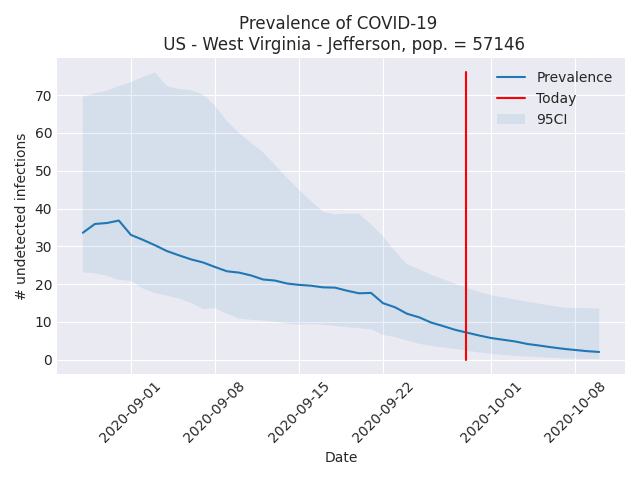 Prevalence of COVID-19
US - West Virginia - Jefferson, pop. = 57146
Prevalence
Today
95CI
# undetected infections
70
60
50
40
30
20
10
0
2020-09-01
2020-09-08
2020-09-15
2020-09-22
2020-10-01
2020-10-08
Date